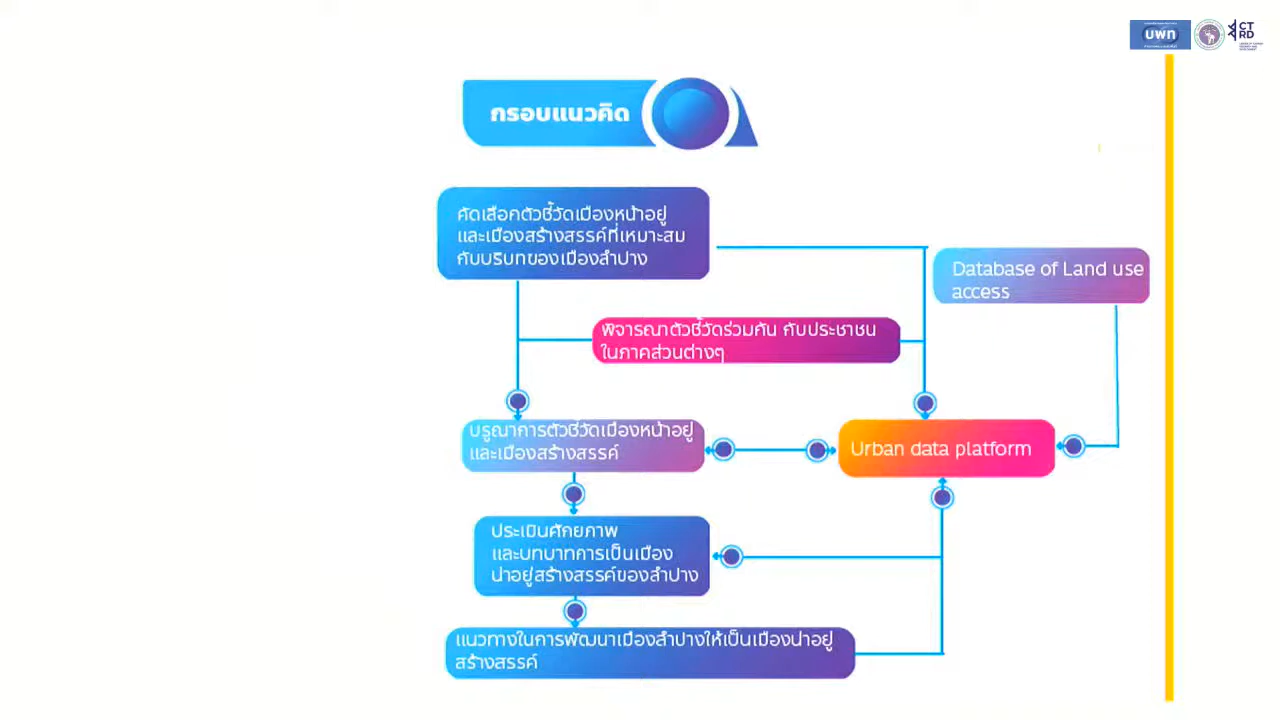 บพท
CT
RD
กรอบแนวคิด
คัดเลือกตัวชี้วัดเมืองหน้าอยู่
และเมืองสร้างสรรค์ที่เหมาะสม
กับบริบทของเมืองลำปาง
Database of Land use
access
พิจารณาตัวชี้วัดร่วมกัน กับประชาชน
ในภาคส่วนต่างๆ
บรูณาการตัวชี้วัดเมืองหน้าอยู่
และเมืองสร้างสรรค์
Urban data platform
ประเมินศักยภาพ
และบทบาทการเป็นเมือง
น่าอยู่สร้างสรรค์ของลำปาง
แนวทางในการพัฒนาเมืองลำปางให้เป็นเมืองน่าอยู่
สร้างสรรค์